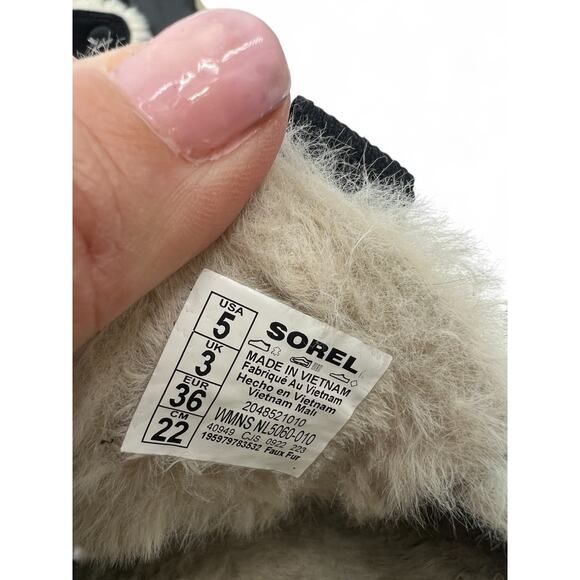 USA
5
UK
3
EUR
36
CM
22
SOREL
MADE IN VIETNAM
Fabriqué Au Vietnam
Hecho en Vietnam
Vietnam Mali
2048521010
WMNS NL5060-010
40949 CJS 0922 223
195979783532 Faux Fur